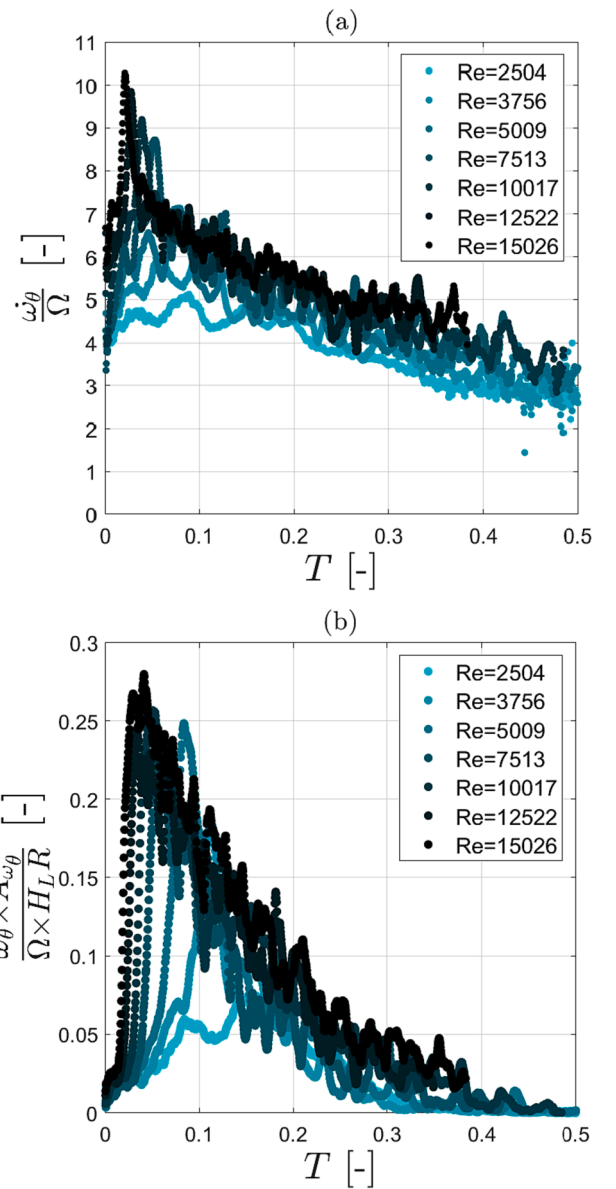 (a)
11
10
9
8
7
6
5
4
3
2
1
0
0 0.1 0.2 0.3 0.4 0.5
ω̇_θ / Ω [-]
T [-]
Re=2504
Re=3756
Re=5009
Re=7513
Re=10017
Re=12522
Re=15026
(b)
0.3
0.25
0.2
0.15
0.1
0.05
0
0 0.1 0.2 0.3 0.4 0.5
Ω×H_L R [-]
T [-]
Re=2504
Re=3756
Re=5009
Re=7513
Re=10017
Re=12522
Re=15026